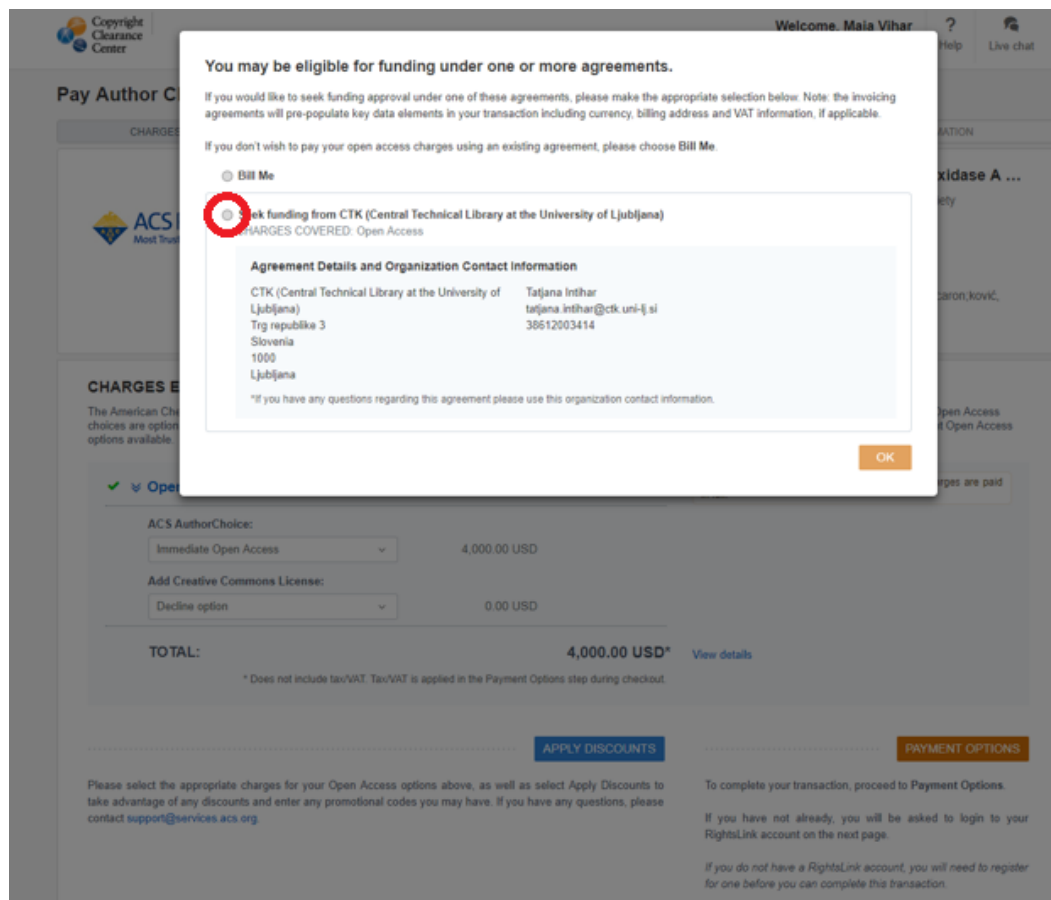 Copyright
Clearance
Center
Welcome, Maja Vihar
?
Help
Live chat
Pay Author C
CHARGES
MATION
You may be eligible for funding under one or more agreements.
If you would like to seek funding approval under one of these agreements, please make the appropriate selection below. Note: the invoicing
agreements will pre-populate key data elements in your transaction including currency, billing address and VAT information, if applicable.
If you don't wish to pay your open access charges using an existing agreement, please choose Bill Me.
Bill Me
xidase A ...
ety
ACS
Most Trus
ek funding from CTK (Central Technical Library at the University of Ljubljana)
HARGES COVERED: Open Access
Agreement Details and Organization Contact Information
CTK (Central Technical Library at the University of
Ljubljana)
Trg republike 3
Slovenia
1000
Ljubljana
Tatjana Intihar
tatjana.intihar@ctk.uni-lj.si
38612003414
caron;ković,
*If you have any questions regarding this agreement please use this organization contact information.
OK
CHARGES E
The American Che
choices are option
options available.
Open Access
t Open Access
Open
arges are paid
ACS AuthorChoice:
Immediate Open Access
4,000.00 USD
Add Creative Commons License:
Decline option
0.00 USD
TOTAL:
4,000.00 USD*
View details
* Does not include tax/VAT. Tax/VAT is applied in the Payment Options step during checkout.
APPLY DISCOUNTS
PAYMENT OPTIONS
Please select the appropriate charges for your Open Access options above, as well as select Apply Discounts to
take advantage of any discounts and enter any promotional codes you may have. If you have any questions, please
contact support@services.acs.org.
To complete your transaction, proceed to Payment Options.
If you have not already, you will be asked to login to your
RightsLink account on the next page.
If you do not have a RightsLink account, you will need to register
for one before you can complete this transaction.